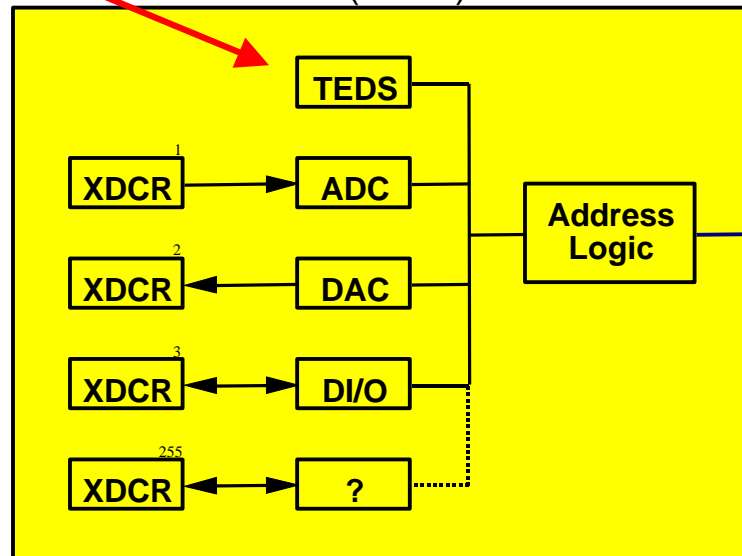 TEDS
1
XDCR ADC
Address
Logic
2
XDCR DAC
3
XDCR DI/O
255
XDCR ?